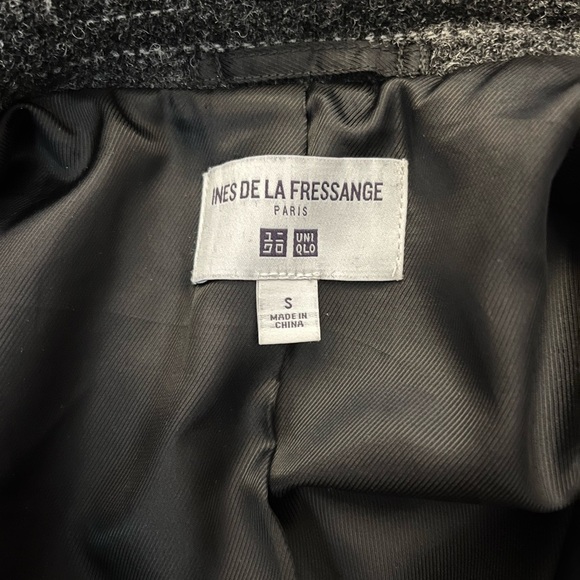 INES DE LA FRESSANGE
PARIS
ユニ UNI
クロ QLO
S
MADE IN
CHINA